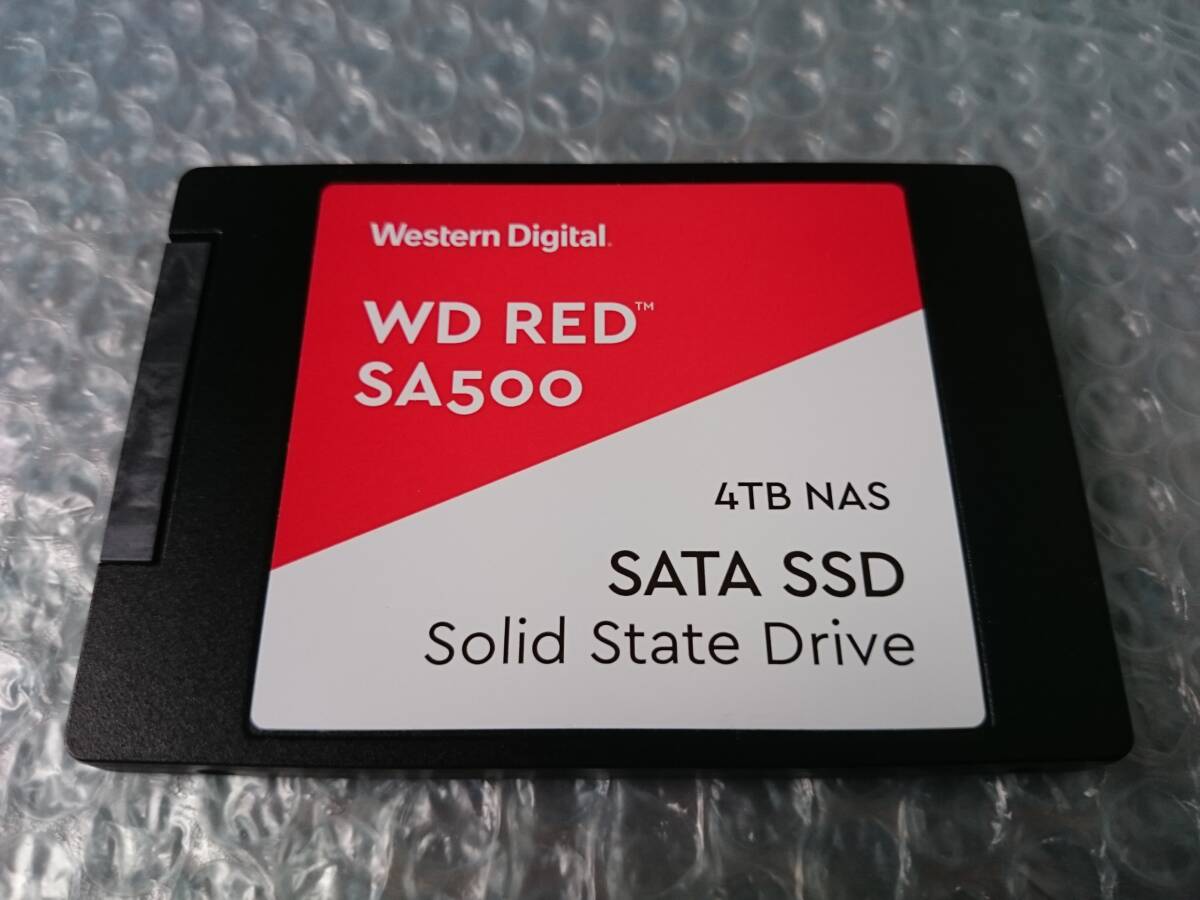 Western Digital.
WD RED™
SA500
4TB NAS
SATA SSD
Solid State Drive